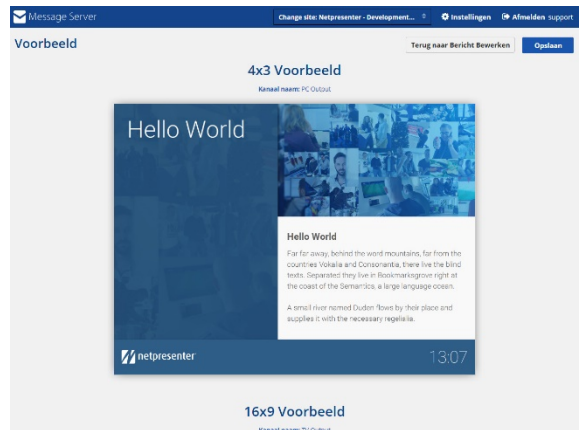 Message Server
Change site: Netpresenter - Development...
Instellingen
Afmelden support
Voorbeeld
Terug naar Bericht Bewerken
Opslaan
4x3 Voorbeeld
Kanaal naam: PC Output
Hello World
Hello World
Far far away, behind the word mountains, far from the
countries Vokalia and Consonantia, there live the blind
texts. Separated they live in Bookmarksgrove right at
the coast of the Semantics, a large language ocean.
A small river named Duden flows by their place and
supplies it with the necessary regelialia.
netpresenter
13:07
16x9 Voorbeeld
Kanaal naam: TV Output